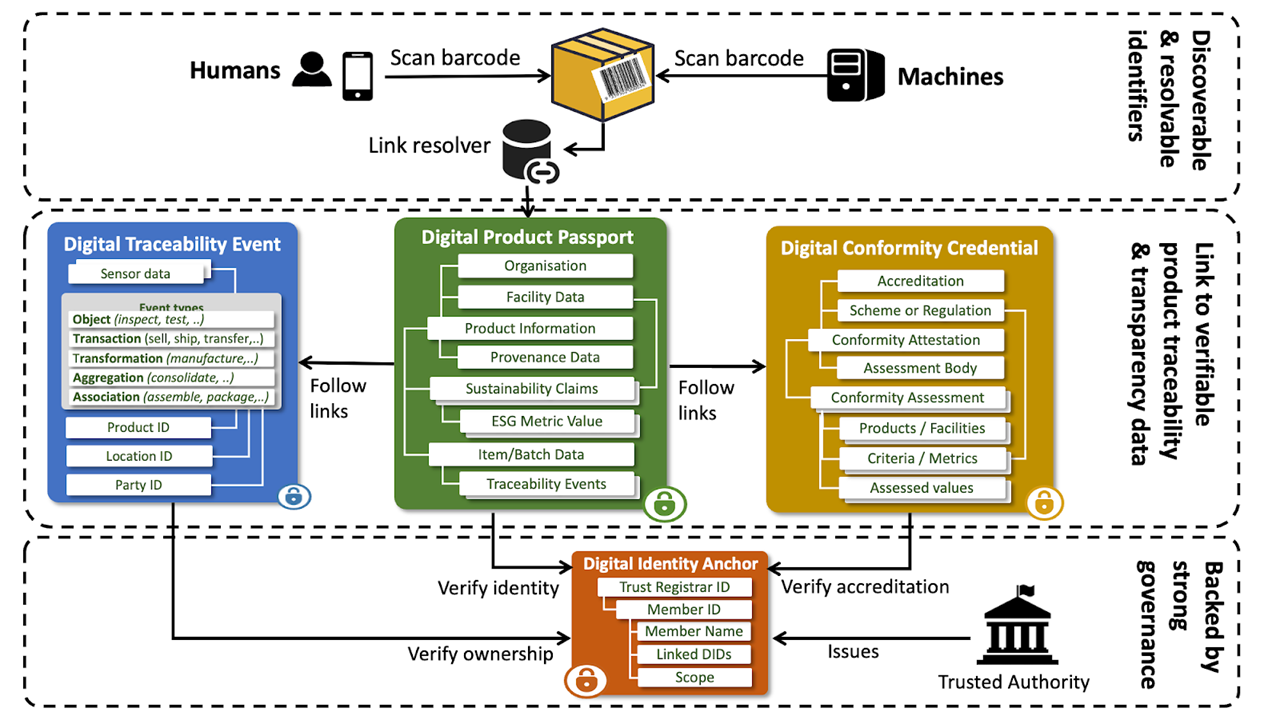 Humans
Scan barcode
Scan barcode
Machines
Link resolver
Discoverable
& resolvable
identifiers
Digital Traceability Event
Sensor data
Event types
Object (inspect, test, ..)
Transaction (sell, ship, transfer,..)
Transformation (manufacture,..)
Aggregation (consolidate, ..)
Association (assemble, package,..)
Product ID
Location ID
Party ID
Follow
links
Digital Product Passport
Organisation
Facility Data
Product Information
Provenance Data
Sustainability Claims
ESG Metric Value
Item/Batch Data
Traceability Events
Follow
links
Digital Conformity Credential
Accreditation
Scheme or Regulation
Conformity Attestation
Assessment Body
Conformity Assessment
Products / Facilities
Criteria / Metrics
Assessed values
Link to verifiable
product traceability
& transparency data
Verify identity
Verify ownership
Digital Identity Anchor
Trust Registrar ID
Member ID
Member Name
Linked DIDs
Scope
Verify accreditation
Issues
Trusted Authority
Backed by
strong
governance